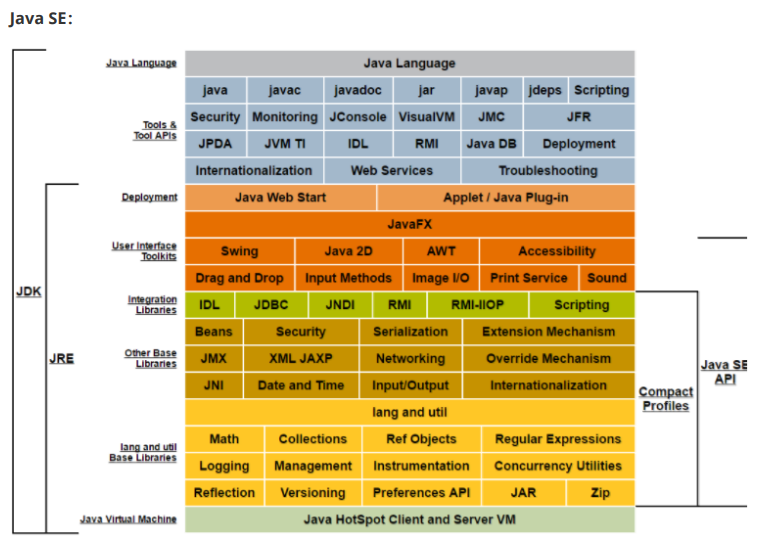 Java SE:
Java Language
Java Language
java javac javadoc jar javap jdeps Scripting
Tools &
Tool APIs
Security Monitoring JConsole VisualVM JMC JFR
JPDA JVM TI IDL RMI Java DB Deployment
Internationalization Web Services Troubleshooting
Deployment
Java Web Start Applet / Java Plug-in
JavaFX
User Interface
Toolkits
Swing Java 2D AWT Accessibility
Drag and Drop Input Methods Image I/O Print Service Sound
JDK
Integration
Libraries
IDL JDBC JNDI RMI RMI-IIOP Scripting
Beans Security Serialization Extension Mechanism
JRE
Other Base
Libraries
JMX XML JAXP Networking Override Mechanism
Java SE
API
JNI Date and Time Input/Output Internationalization
Compact
Profiles
lang and util
Math Collections Ref Objects Regular Expressions
lang and util
Base Libraries
Logging Management Instrumentation Concurrency Utilities
Reflection Versioning Preferences API JAR Zip
Java Virtual Machine
Java HotSpot Client and Server VM